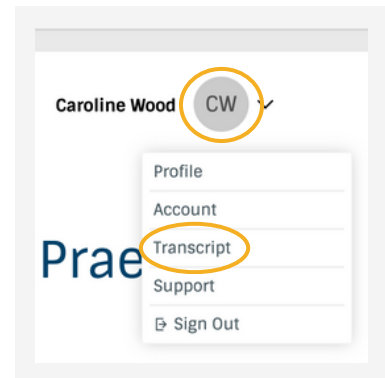 Caroline Wood CW
Profile
Account
Prae
Transcript
Support
Sign Out